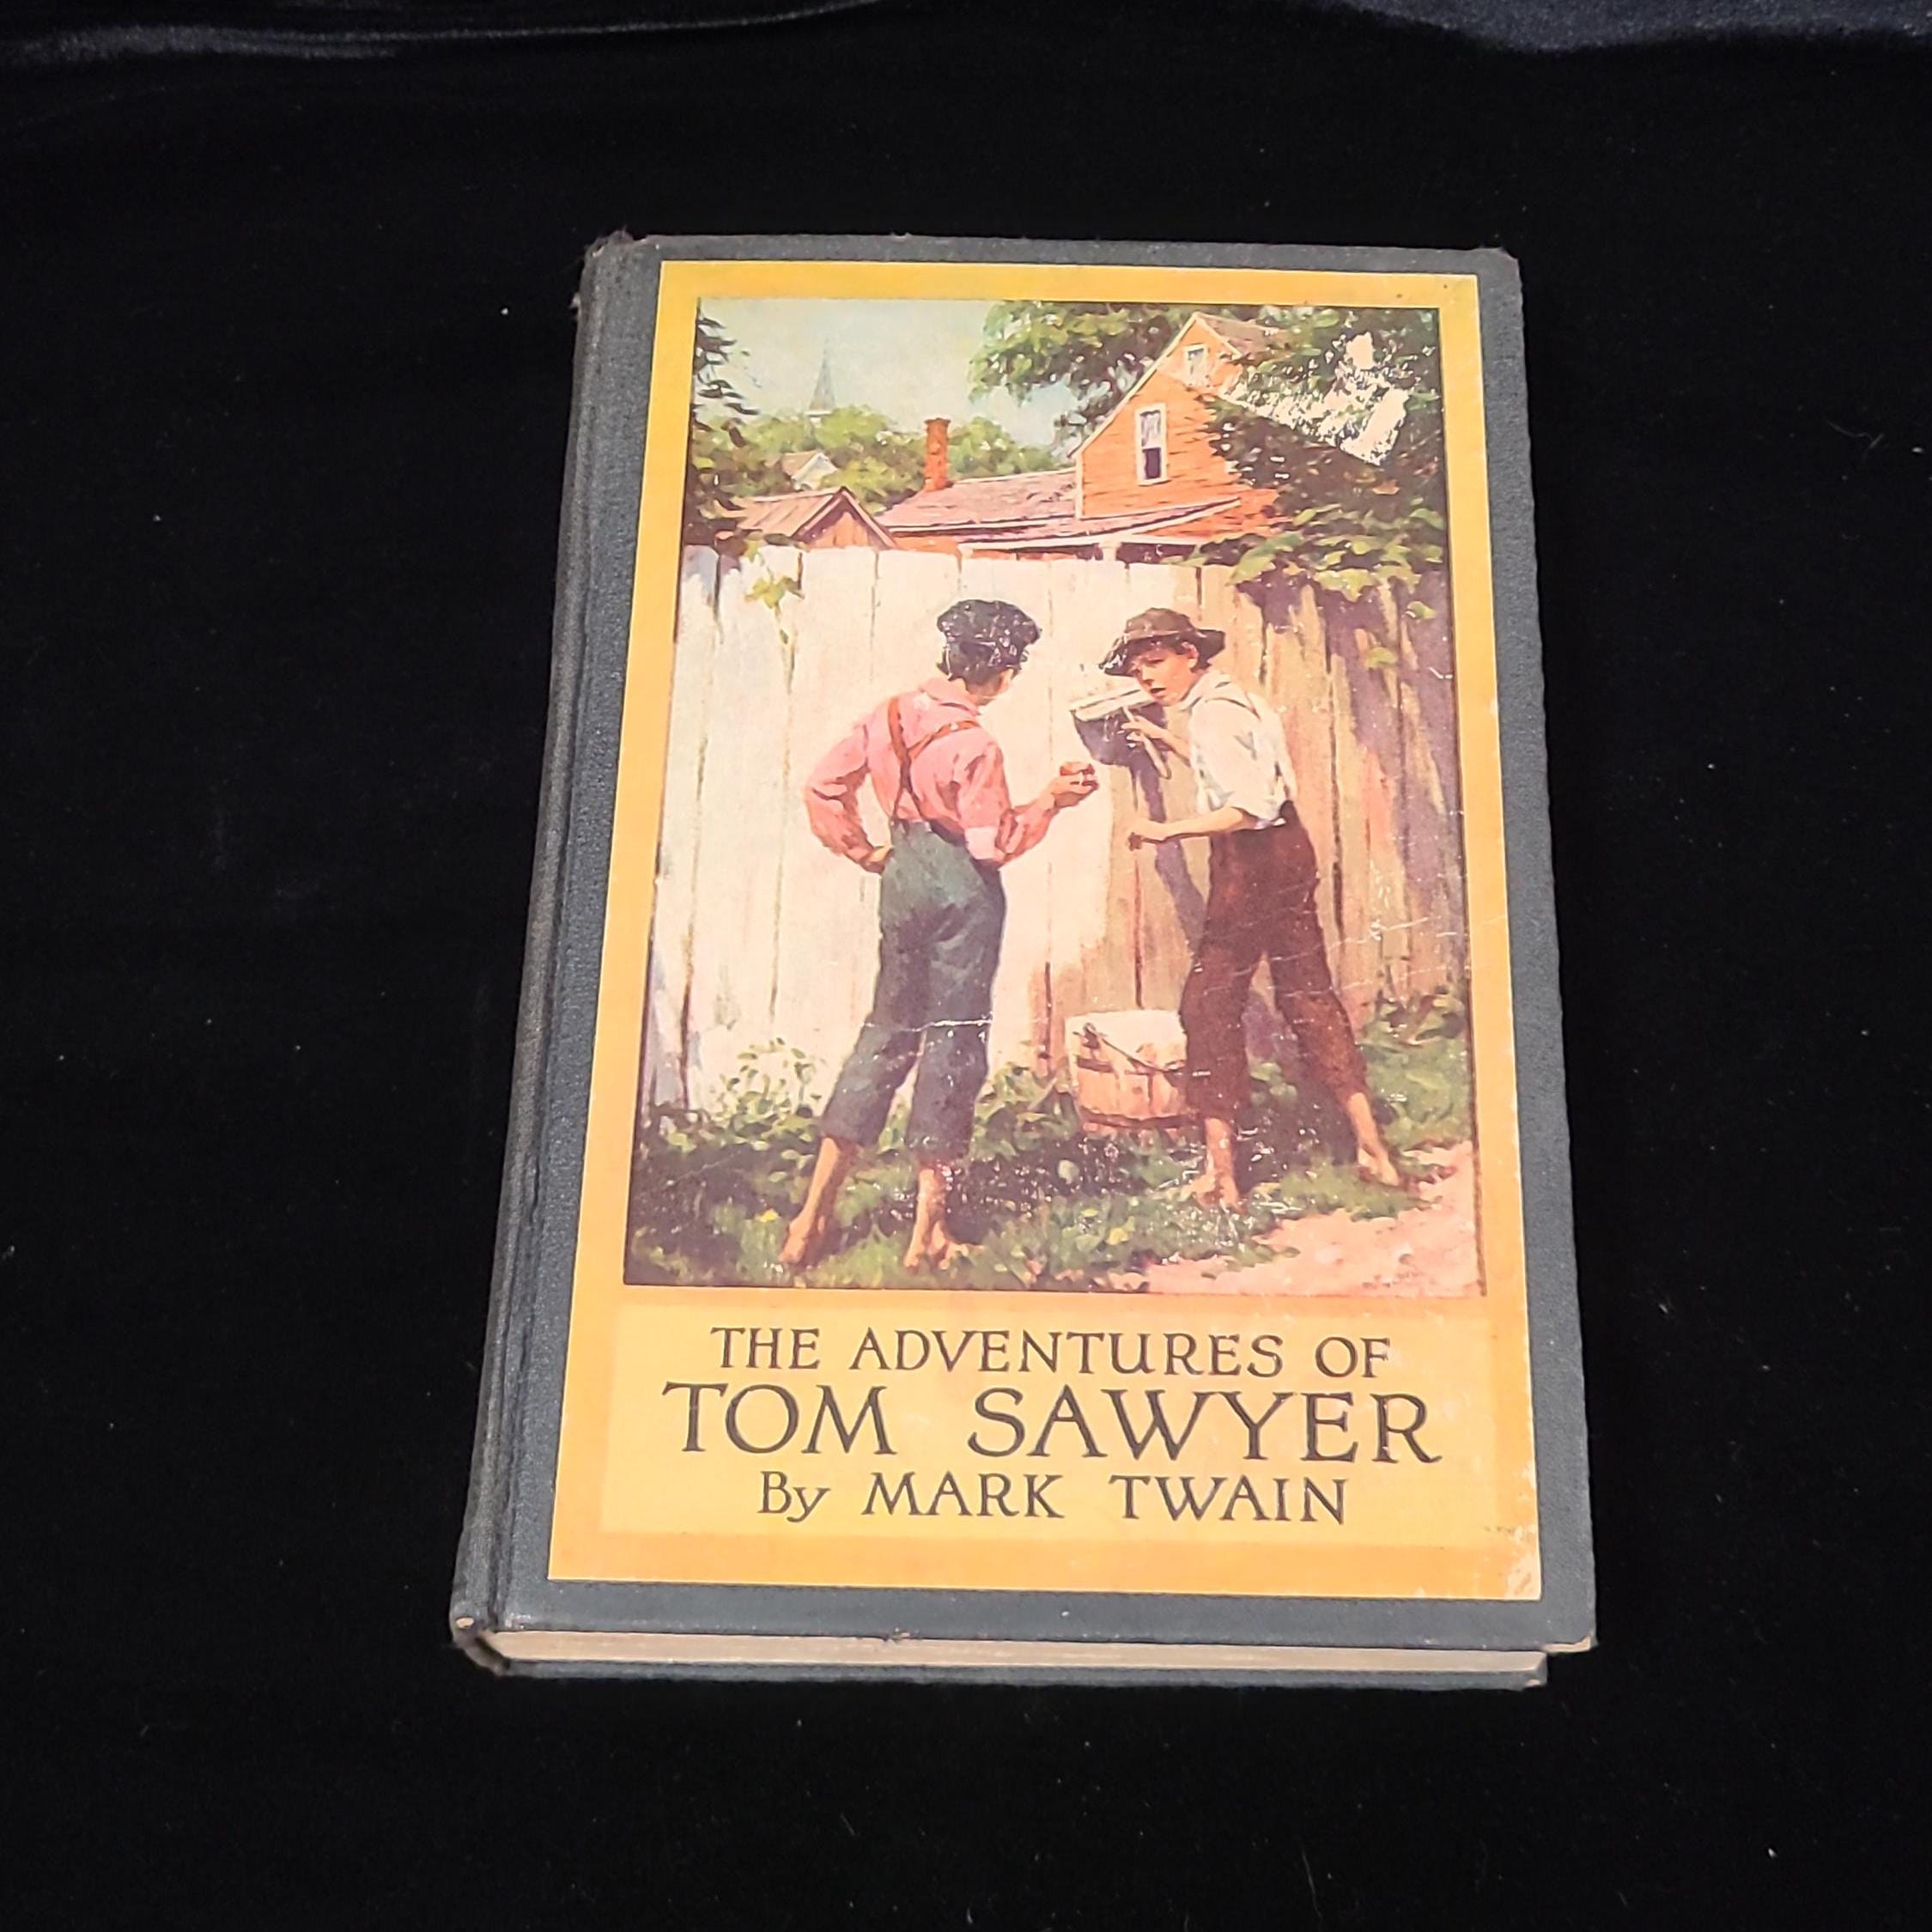 THE ADVENTURES OF
TOM SAWYER
By MARK TWAIN